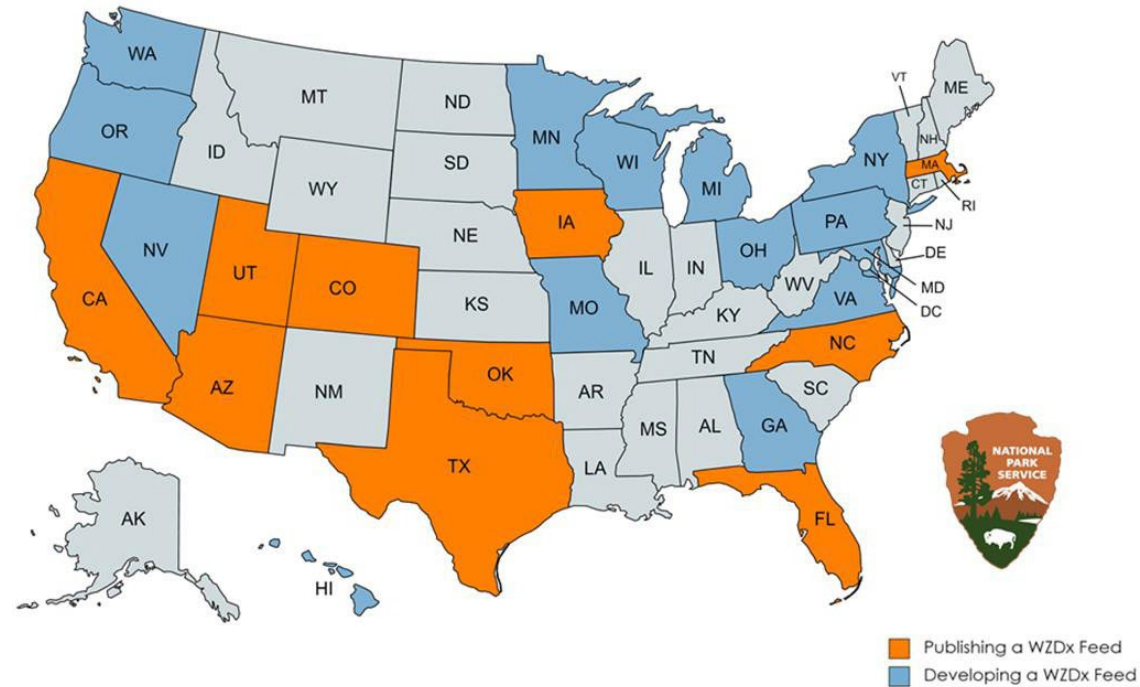 WA
MT
ND
MN
VT
ME
OR
ID
SD
WI
MI
NY
NH
MA
CT
RI
WY
NE
IA
PA
NJ
NV
UT
CO
IL
IN
OH
WV
DE
MD
DC
CA
KS
MO
KY
VA
NC
AZ
NM
OK
AR
TN
SC
TX
LA
MS
AL
GA
FL
AK
HI
NATIONAL
PARK
SERVICE
Publishing a WZDx Feed
Developing a WZDx Feed